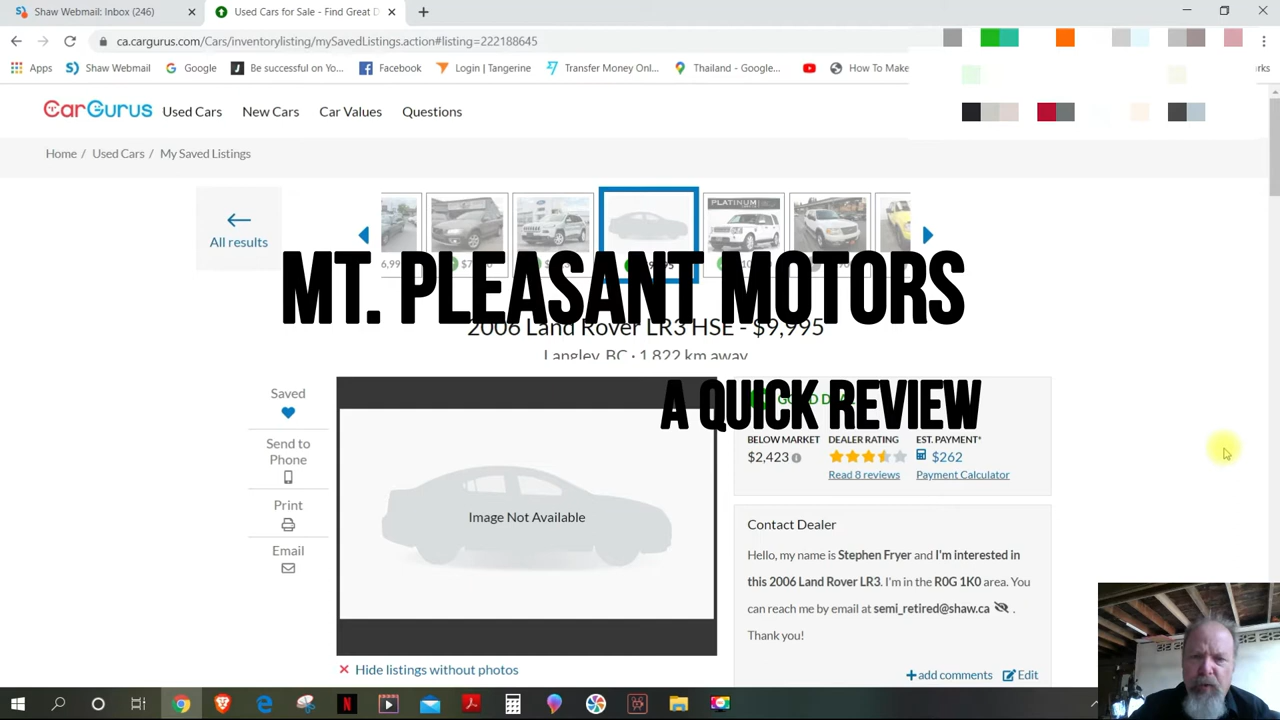 Shaw Webmail: Inbox (246)
Used Cars for Sale - Find Great D
ca.cargurus.com/Cars/inventorylisting/mySavedListings.action#listing=222188645
Apps
Shaw Webmail
Google
Be successful on Yo...
Facebook
Login | Tangerine
Transfer Money Onl...
Thailand - Google...
How To Make
CarGurus
Used Cars
New Cars
Car Values
Questions
Home / Used Cars / My Saved Listings
All results
PLATINUM
MT. PLEASANT MOTORS
2006 Land Rover LR3 HSE - $9,995
Langley, BC · 1,822 km away
A QUICK REVIEW
Saved
Send to
Phone
Print
Email
Image Not Available
Hide listings without photos
BELOW MARKET
$2,423
DEALER RATING
Read 8 reviews
EST. PAYMENT*
$262
Payment Calculator
Contact Dealer
Hello, my name is Stephen Fryer and I'm interested in
this 2006 Land Rover LR3. I'm in the R0G 1K0 area. You
can reach me by email at semi_retired@shaw.ca .
Thank you!
+add comments
Edit